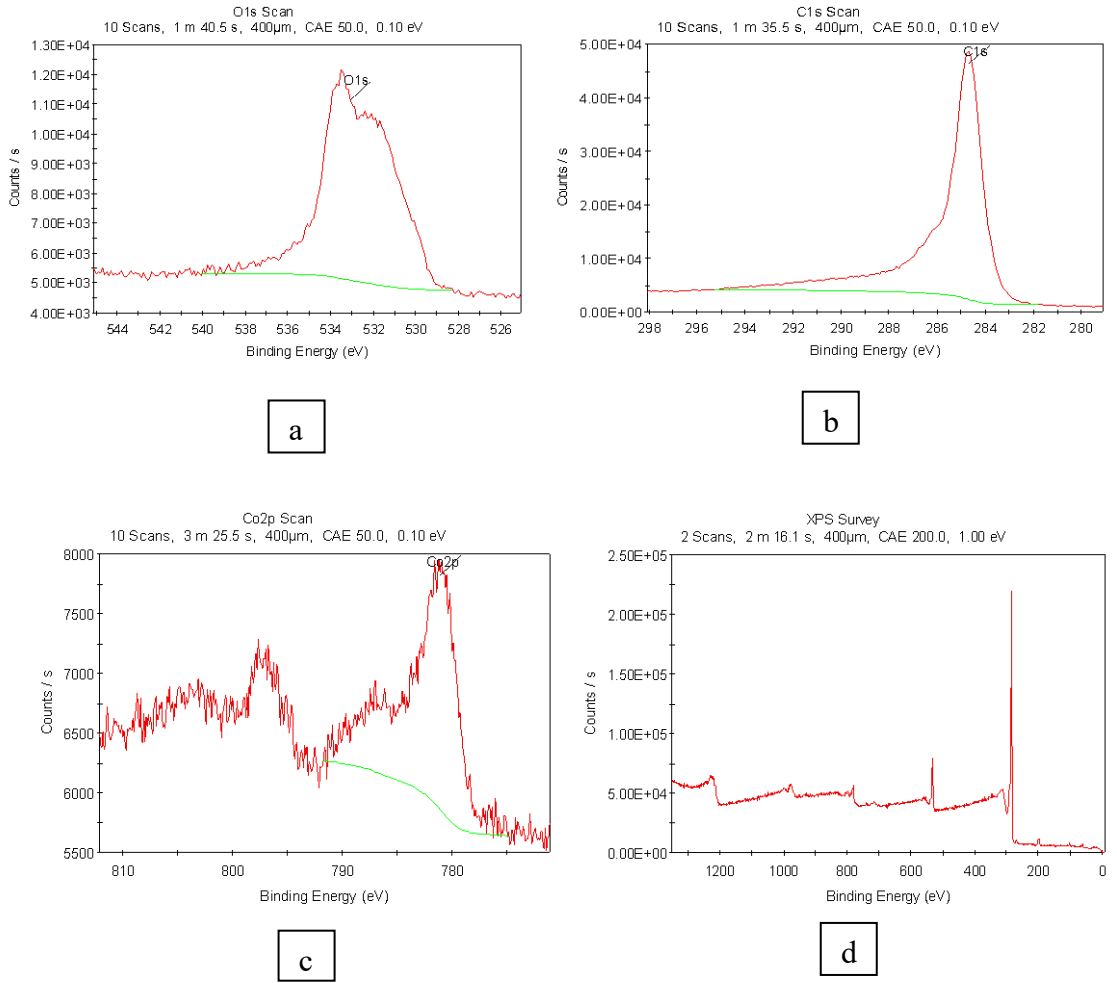 O1s Scan
10 Scans, 1 m 40.5 s, 400µm, CAE 50.0, 0.10 eV
1.30E+04
1.20E+04
1.10E+04
1.00E+04
9.00E+03
8.00E+03
7.00E+03
6.00E+03
5.00E+03
4.00E+03
Counts / s
O1s
544 542 540 538 536 534 532 530 528 526
Binding Energy (eV)
a
C1s Scan
10 Scans, 1 m 35.5 s, 400µm, CAE 50.0, 0.10 eV
5.00E+04
4.00E+04
3.00E+04
2.00E+04
1.00E+04
0.00E+00
Counts / s
C1s
298 296 294 292 290 288 286 284 282 280
Binding Energy (eV)
b
Co2p Scan
10 Scans, 3 m 25.5 s, 400µm, CAE 50.0, 0.10 eV
8000
7500
7000
6500
6000
5500
Counts / s
Co2p
810 800 790 780
Binding Energy (eV)
c
XPS Survey
2 Scans, 2 m 16.1 s, 400µm, CAE 200.0, 1.00 eV
2.50E+05
2.00E+05
1.50E+05
1.00E+05
5.00E+04
0.00E+00
Counts / s
1200 1000 800 600 400 200 0
Binding Energy (eV)
d